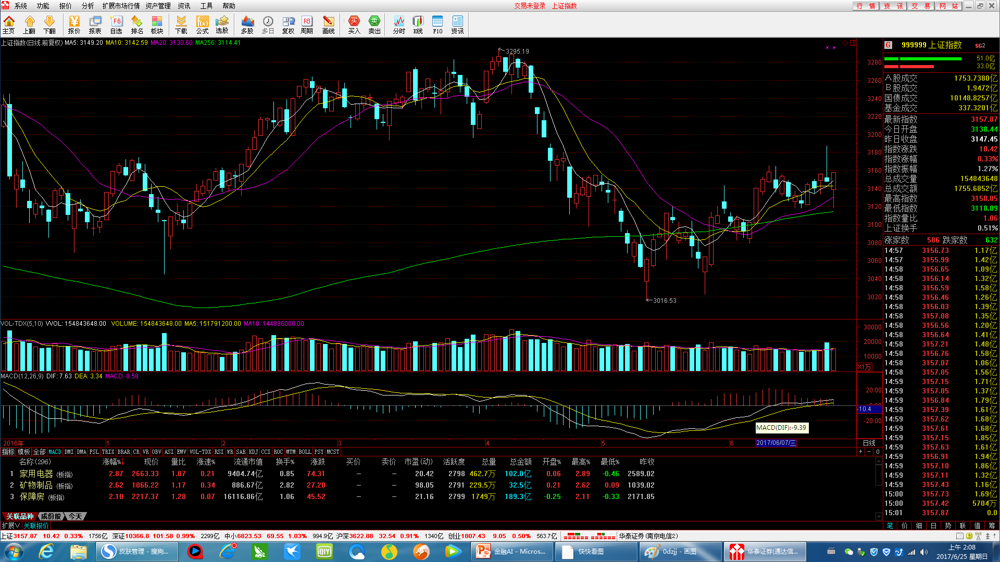 系统 功能 报价 分析 扩展市场行情 资产管理 资讯 工具 帮助 交易未登录 上证指数 行 情 资 讯 交 易 网 站
主页 上翻 下翻 报价 报表 自选 排名 板块 下载 公式 选股 多股 多日 复权 周期 画线 买入 卖出 分时 K线 F10 资讯
上证指数(日线.前复权) MA5: 3149.20 MA10: 3142.59 MA20: 3130.60 MA256: 3114.41
3295.19
3016.53
3280
3260
3240
3220
3200
3180
3160
3140
3120
3100
3080
3060
3040
3020
VOL-TDX(5,10) VVOL: 154843648.00 VOLUME: 154843648.00 MA5: 151791200.00 MA10: 144896000.00
30000
20000
10000
X1万
MACD(12,26,9) DIF: 7.63 DEA: 3.34 MACD: 8.58
20.00
-10.4
-20.00
MACD(DIF):-9.39
2016年 1 2 3 4 5 6 2017/06/07/三 日线
指标 模板 全部 MACD DMI DMA FSL TRIX BRAR CR VR OBV ASI EMV VOL-TDX RSI WR SAR KDJ CCI ROC MTM BOLL PSY MCST + - 0
名称(296) 涨幅%↓ 现价 量比 涨速% 流通市值 换手% 涨跌 买价 卖价 市盈(动) 活跃度 总量 总金额 开盘% 最高% 最低% 昨收
1 家用电器 (板指) 2.87 2663.33 1.07 0.21 9404.74亿 0.85 74.31 – – 20.42 2798 462.7万 102.0亿 0.06 2.89 -0.46 2589.02
2 矿物制品 (板指) 2.62 1066.22 1.17 0.34 886.67亿 2.82 27.20 – – 98.05 2791 229.5万 32.5亿 0.21 2.62 0.09 1039.02
3 保障房 (板指) 2.10 2217.37 1.28 0.07 16116.86亿 1.06 45.52 – – 21.16 2799 1749万 189.3亿 -0.25 2.11 -0.33 2171.85
关联品种 成份股 今天
扩展∨ 关联报价
G 999999 上证指数 $G2
51.0亿
33.0亿
A股成交 1753.7380亿
B股成交 1.9472亿
国债成交 10148.8257亿
基金成交 337.3201亿
最新指数 3157.87
今日开盘 3138.44
昨日收盘 3147.45
指数涨跌 10.42
指数涨幅 0.33%
指数振幅 1.27%
总成交量 154843648
总成交额 1755.6852亿
最高指数 3158.05
最低指数 3118.09
指数量比 1.06
上证换手 0.51%
涨家数 586 跌家数 632
14:57 3156.73 1.17亿
14:57 3155.99 1.42亿
14:58 3156.65 1.09亿
14:58 3156.14 1.32亿
14:58 3156.59 1.58亿
14:58 3156.46 1.26亿
14:58 3156.03 1.39亿
14:58 3157.08 1.35亿
14:58 3156.56 1.20亿
14:58 3156.64 1.41亿
14:58 3157.21 1.48亿
14:58 3156.76 1.58亿
14:58 3157.07 1.06亿
14:58 3157.05 1.56亿
14:59 3157.15 1.71亿
14:59 3157.05 1.37亿
14:59 3156.84 1.79亿
14:59 3157.39 1.61亿
14:59 3157.62 1.68亿
14:59 3157.61 1.68亿
14:59 3157.15 1.85亿
14:59 3157.63 1.61亿
14:59 3156.91 1.94亿
14:59 3157.10 1.86亿
14:59 3157.11 1.32亿
14:59 3157.43 1.16亿
15:00 3157.73 1.69亿
15:00 3157.42 5704万
15:01 3157.87 0.0
笔 价 细 日 势 联 值 筹
上证3157.87 10.42 0.33% 1756亿 深证10366.8 101.58 0.99% 2299亿 中小6823.53 69.55 1.03% 994.9亿 沪深3622.88 32.54 0.91% 1340亿 创业1807.43 9.05 0.50% 563.7亿 华泰证券(南京电信2)
皮肤管理 - 搜狗... 金融AI - Micros... 快快看图 0dzjj - 画图 华泰证券(通达信... 上午 2:08
2017/6/25 星期日